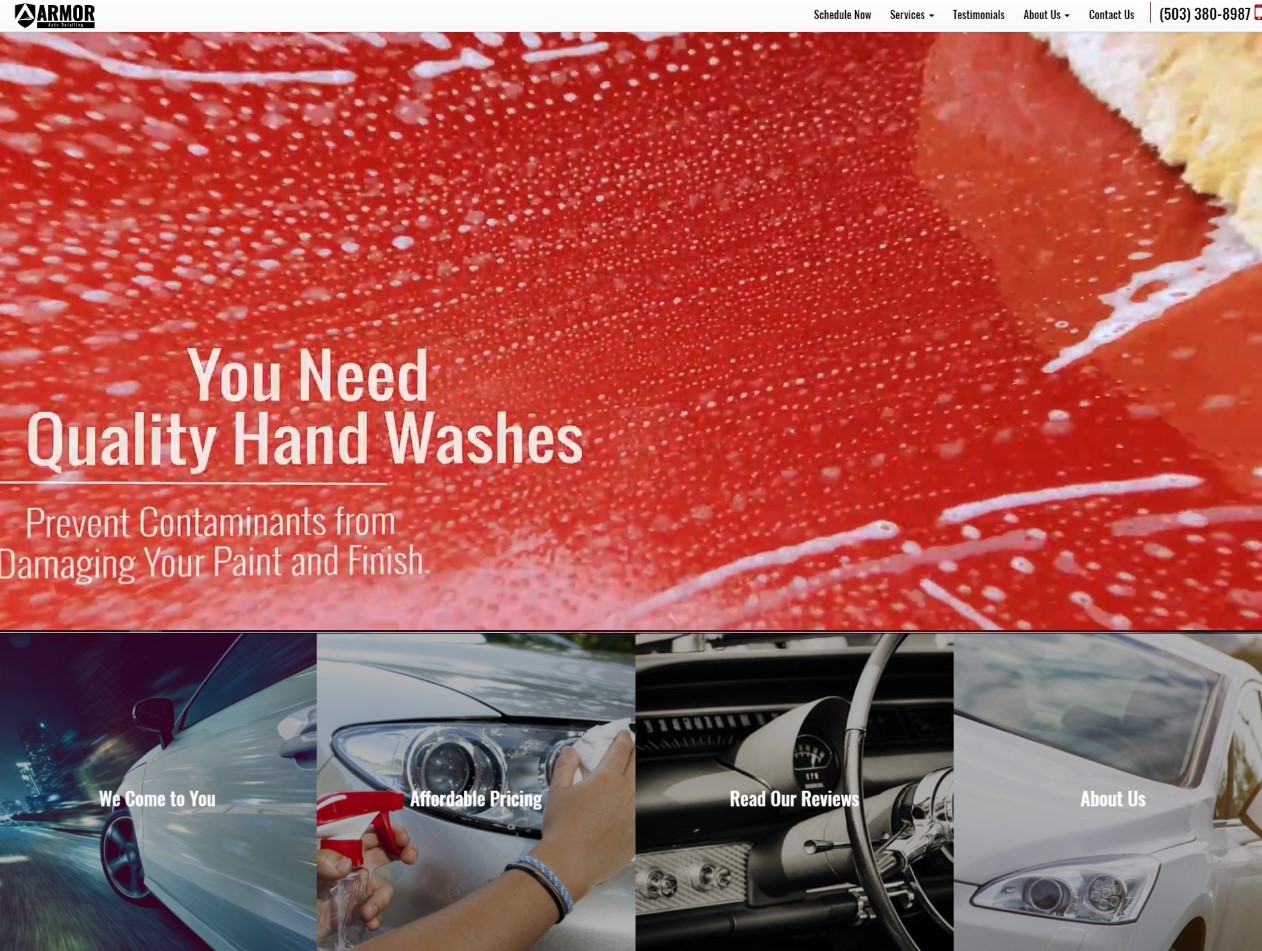 ARMOR
Auto Detailing
Schedule Now
Services
Testimonials
About Us
Contact Us
(503) 380-8987
You Need
Quality Hand Washes
Prevent Contaminants from
Damaging Your Paint and Finish.
We Come to You
Affordable Pricing
Read Our Reviews
About Us
RPM